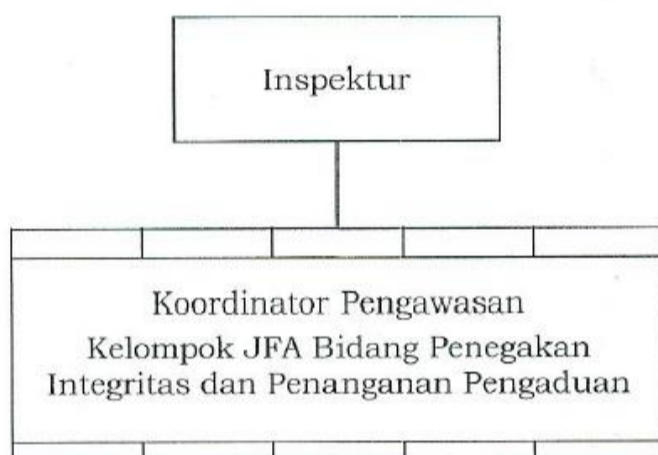 Inspektur
Koordinator Pengawasan
Kelompok JFA Bidang Penegakan
Integritas dan Penanganan Pengaduan